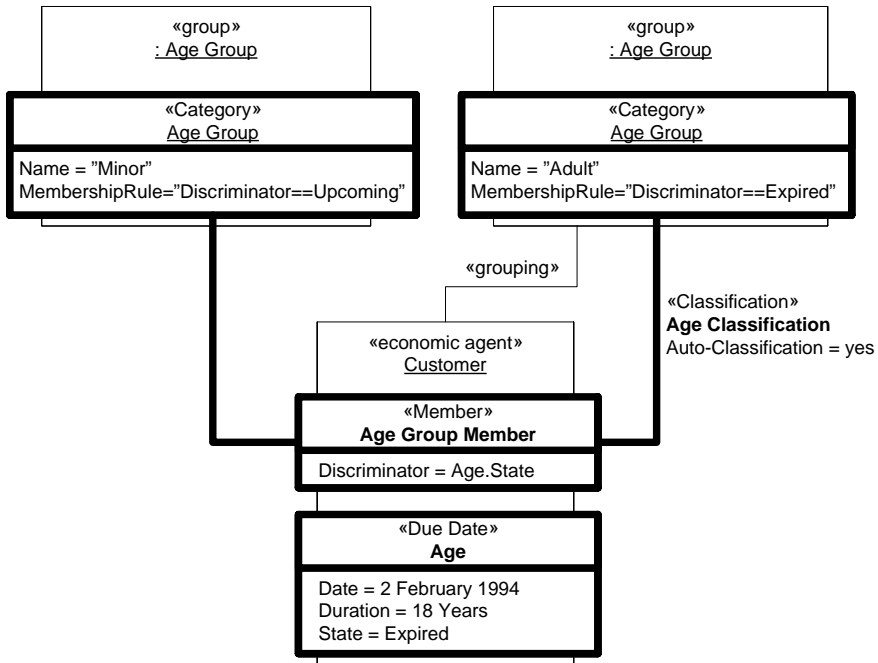 «group»
: Age Group
«group»
: Age Group
«Category»
Age Group
Name = ”Minor”
MembershipRule=”Discriminator==Upcoming”
«Category»
Age Group
Name = ”Adult”
MembershipRule=”Discriminator==Expired”
«grouping»
«Classification»
Age Classification
Auto-Classification = yes
«economic agent»
Customer
«Member»
Age Group Member
Discriminator = Age.State
«Due Date»
Age
Date = 2 February 1994
Duration = 18 Years
State = Expired